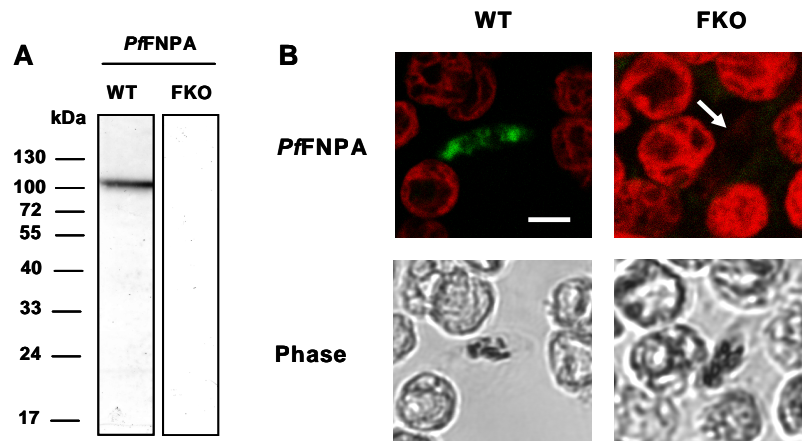 A
PfFNPA
WT FKO
kDa
130
100
72
55
40
33
24
17
B
WT FKO
PfFNPA
Phase